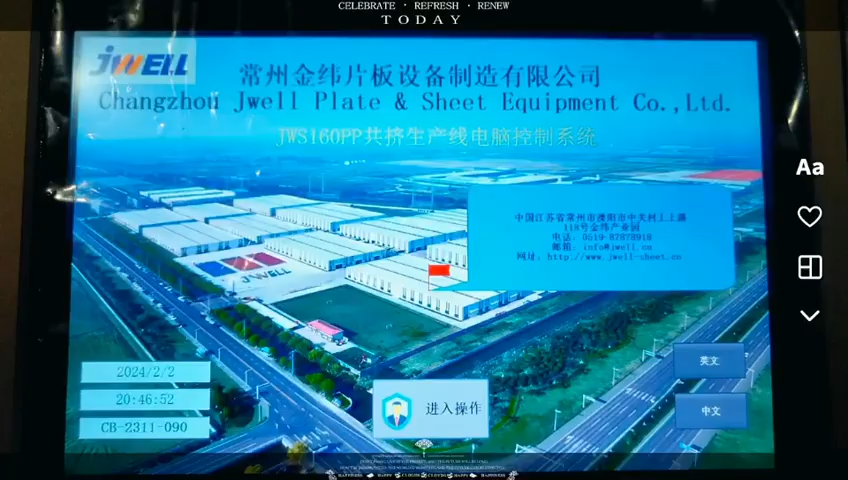 CELEBRATE · REFRESH · RENEW
TODAY
JWELL
常州金纬片板设备制造有限公司
Changzhou Jwell Plate & Sheet Equipment Co.,Ltd.
JWS160PP共挤生产线电脑控制系统
中国江苏省常州市溧阳市中关村上上路
118号金纬产业园
电话: 0519-87878918
邮箱: info@jwell.cn
网址: http://www.jwell-sheet.cn
JWELL
2024/2/2
20:46:52
CB-2311-090
进入操作
英文
中文
Aa